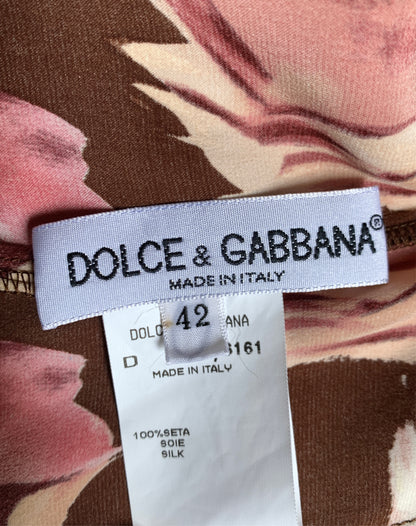 DOLCE & GABBANA®
MADE IN ITALY
42
MADE IN ITALY
100%SETA
SOIE
SILK